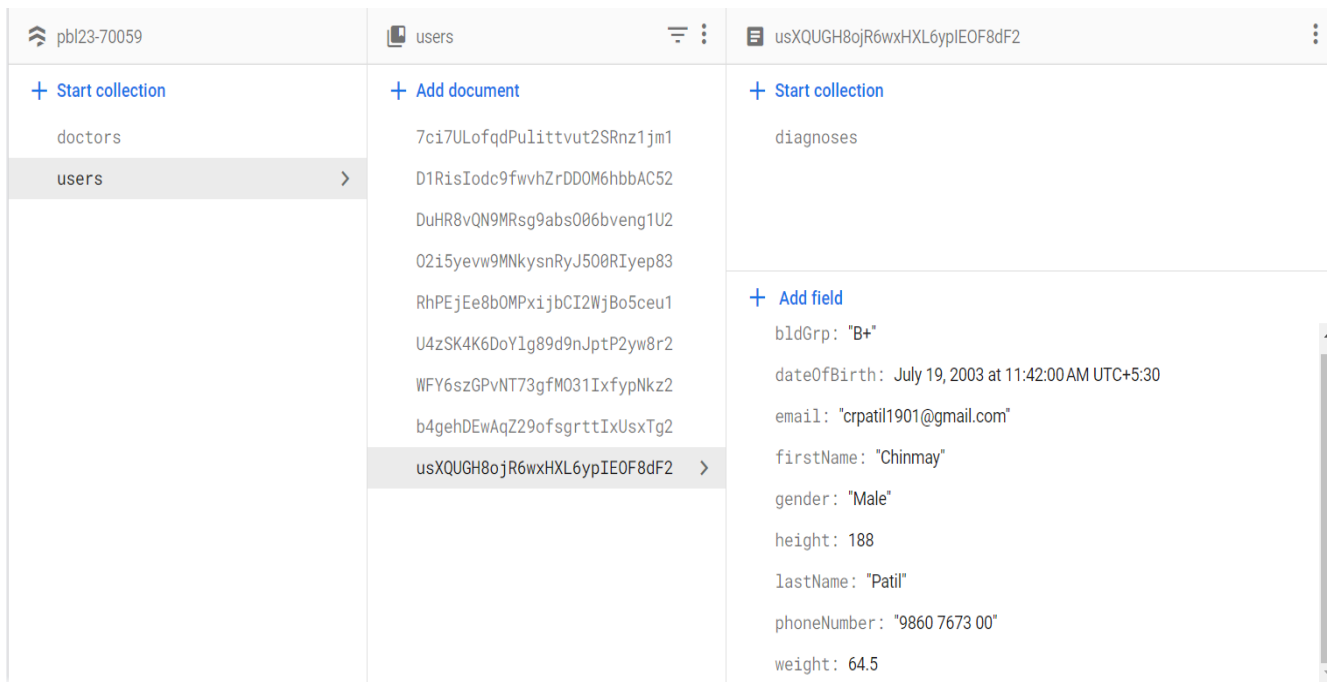 pbl23-70059
Start collection
doctors
users
users
Add document
7ci7ULofqdPulittvut2SRnz1jm1
D1RisIodc9fwvhZrDDOM6hbbAC52
DuHR8vQN9MRsg9absO06bveng1U2
O2i5yevw9MNkysnRyJ5O0RIyep83
RhPEjEe8bOMPxijbCI2WjBo5ceu1
U4zSK4K6DoYlg89d9nJptP2yw8r2
WFY6szGPvNT73gfMO31IxfypNkz2
b4gehDEwAqZ29ofsgrttIxUsxTg2
usXQUGH8ojR6wxHXL6ypIEOF8dF2
usXQUGH8ojR6wxHXL6ypIEOF8dF2
Start collection
diagnoses
Add field
bldGrp: "B+"
dateOfBirth: July 19, 2003 at 11:42:00 AM UTC+5:30
email: "crpatil1901@gmail.com"
firstName: "Chinmay"
gender: "Male"
height: 188
lastName: "Patil"
phoneNumber: "9860 7673 00"
weight: 64.5